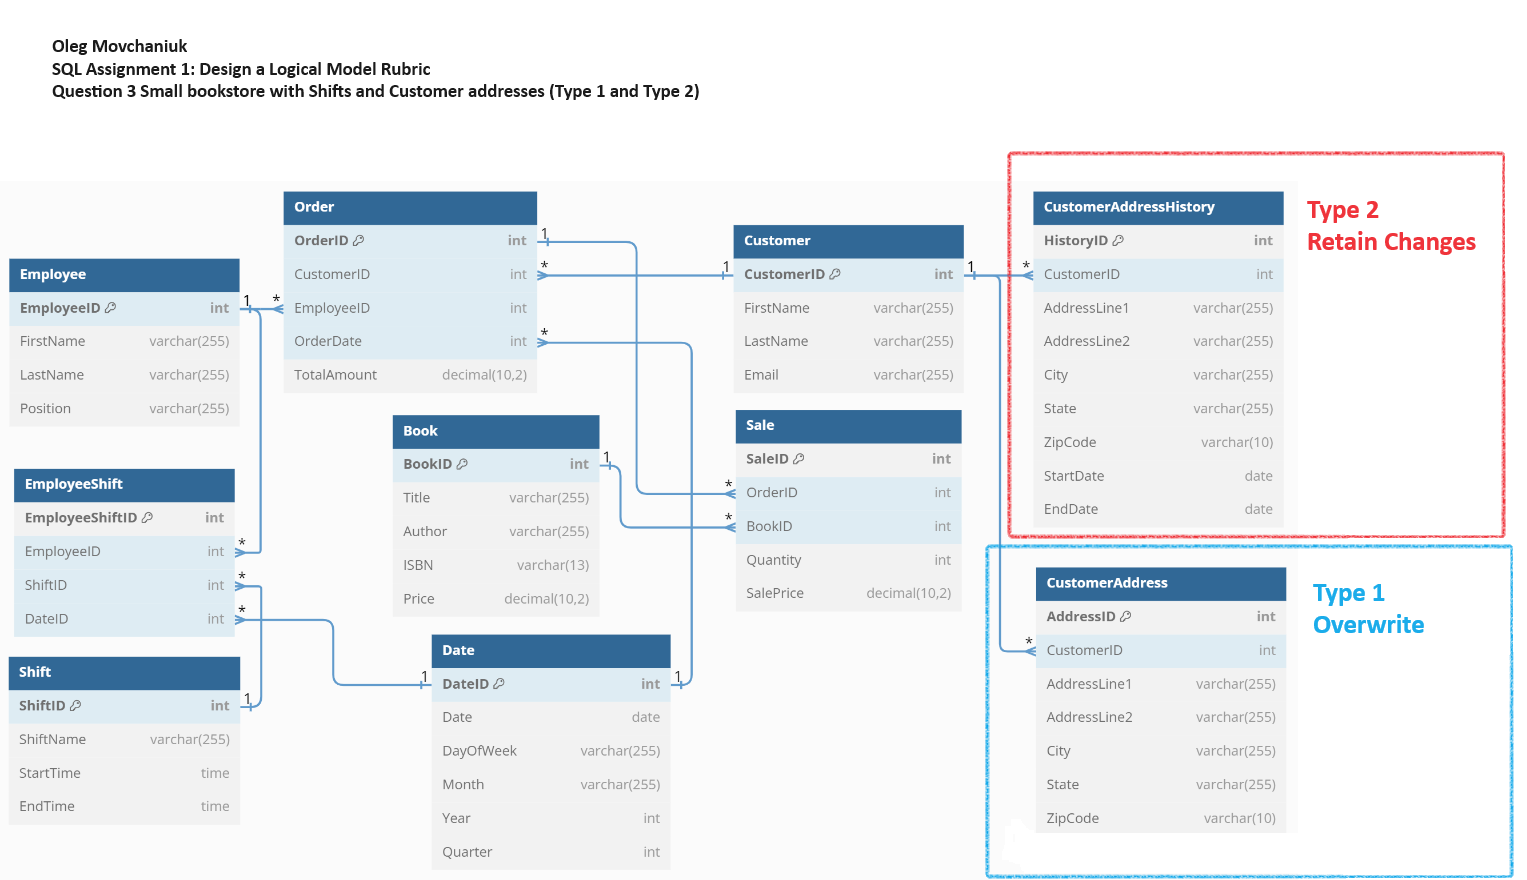 Oleg Movchaniuk
SQL Assignment 1: Design a Logical Model Rubric
Question 3 Small bookstore with Shifts and Customer addresses (Type 1 and Type 2)
Employee
EmployeeID int
FirstName varchar(255)
LastName varchar(255)
Position varchar(255)
1 *
Order
OrderID int
CustomerID int
EmployeeID int
OrderDate int
TotalAmount decimal(10,2)
1
*
*
1
Customer
CustomerID int
FirstName varchar(255)
LastName varchar(255)
Email varchar(255)
1 *
CustomerAddressHistory
HistoryID int
CustomerID int
AddressLine1 varchar(255)
AddressLine2 varchar(255)
City varchar(255)
State varchar(255)
ZipCode varchar(10)
StartDate date
EndDate date
Type 2
Retain Changes
EmployeeShift
EmployeeShiftID int
EmployeeID int
ShiftID int
DateID int
*
*
*
Book
BookID int
Title varchar(255)
Author varchar(255)
ISBN varchar(13)
Price decimal(10,2)
1
*
*
Sale
SaleID int
OrderID int
BookID int
Quantity int
SalePrice decimal(10,2)
Shift
ShiftID int
ShiftName varchar(255)
StartTime time
EndTime time
1
1
Date
DateID int
Date date
DayOfWeek varchar(255)
Month varchar(255)
Year int
Quarter int
1
*
CustomerAddress
AddressID int
CustomerID int
AddressLine1 varchar(255)
AddressLine2 varchar(255)
City varchar(255)
State varchar(255)
ZipCode varchar(10)
Type 1
Overwrite